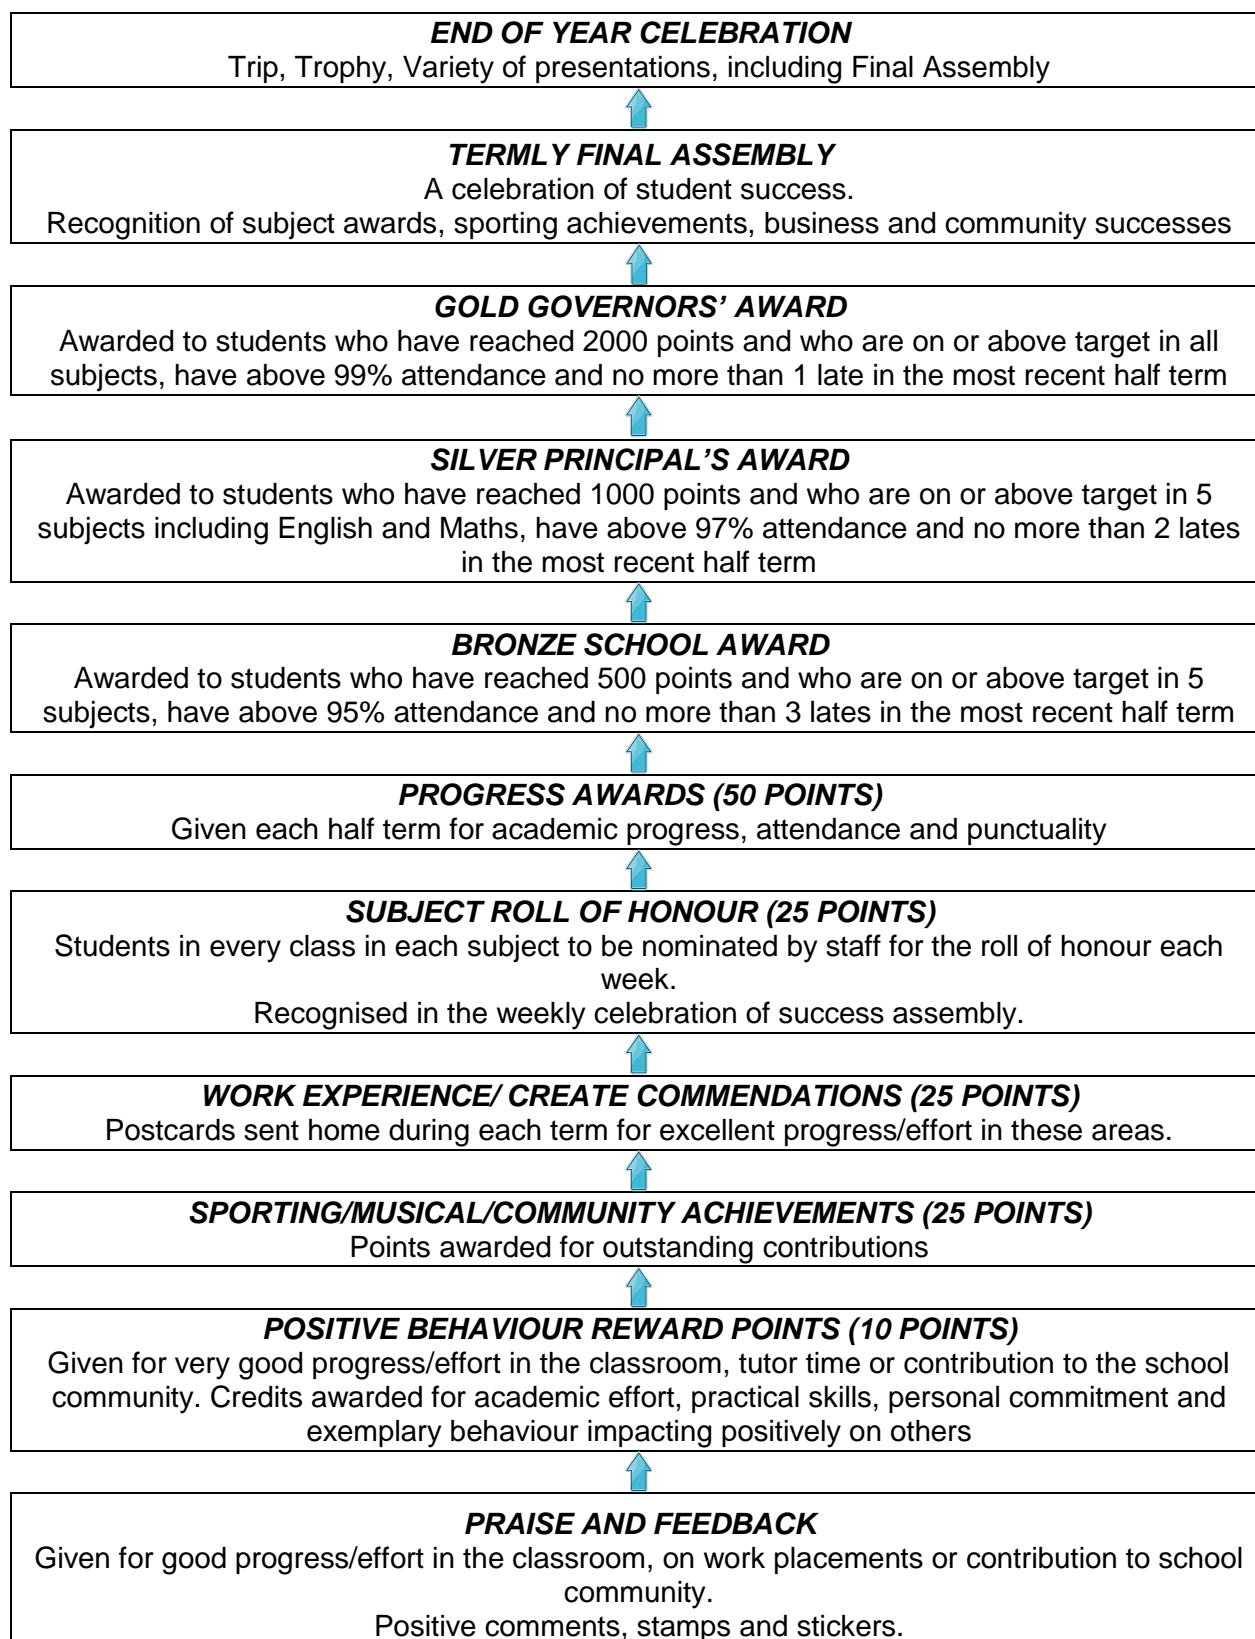 END OF YEAR CELEBRATION
Trip, Trophy, Variety of presentations, including Final Assembly
TERMLY FINAL ASSEMBLY
A celebration of student success.
Recognition of subject awards, sporting achievements, business and community successes
GOLD GOVERNORS’ AWARD
Awarded to students who have reached 2000 points and who are on or above target in all
subjects, have above 99% attendance and no more than 1 late in the most recent half term
SILVER PRINCIPAL’S AWARD
Awarded to students who have reached 1000 points and who are on or above target in 5
subjects including English and Maths, have above 97% attendance and no more than 2 lates
in the most recent half term
BRONZE SCHOOL AWARD
Awarded to students who have reached 500 points and who are on or above target in 5
subjects, have above 95% attendance and no more than 3 lates in the most recent half term
PROGRESS AWARDS (50 POINTS)
Given each half term for academic progress, attendance and punctuality
SUBJECT ROLL OF HONOUR (25 POINTS)
Students in every class in each subject to be nominated by staff for the roll of honour each
week.
Recognised in the weekly celebration of success assembly.
WORK EXPERIENCE/ CREATE COMMENDATIONS (25 POINTS)
Postcards sent home during each term for excellent progress/effort in these areas.
SPORTING/MUSICAL/COMMUNITY ACHIEVEMENTS (25 POINTS)
Points awarded for outstanding contributions
POSITIVE BEHAVIOUR REWARD POINTS (10 POINTS)
Given for very good progress/effort in the classroom, tutor time or contribution to the school
community. Credits awarded for academic effort, practical skills, personal commitment and
exemplary behaviour impacting positively on others
PRAISE AND FEEDBACK
Given for good progress/effort in the classroom, on work placements or contribution to school
community.
Positive comments, stamps and stickers.